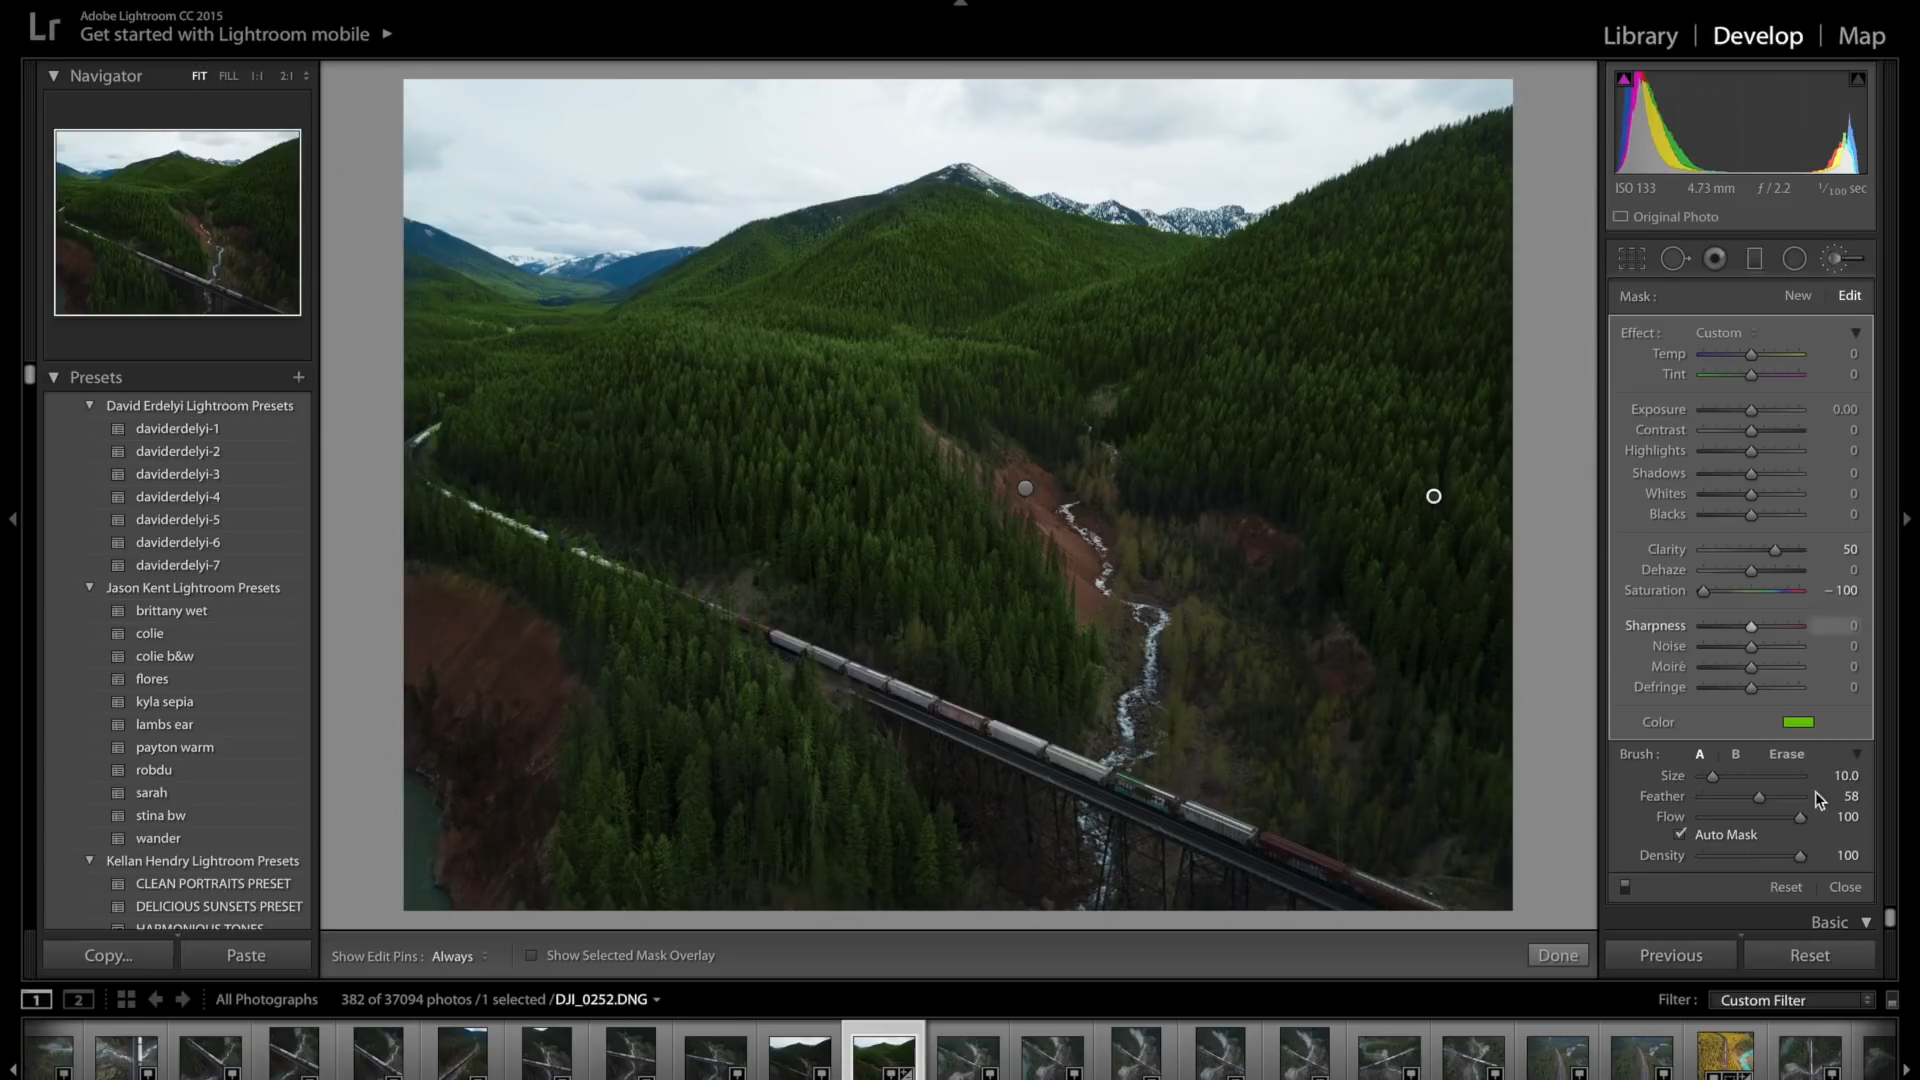 Lr
Adobe Lightroom CC 2015
Get started with Lightroom mobile
Library | Develop | Map
Navigator FIT FILL 1:1 2:1
ISO 133 4.73 mm ƒ / 2.2 1/100 sec
Original Photo
Mask : New Edit
Effect : Custom
Temp 0
Tint 0
Exposure 0.00
Contrast 0
Highlights 0
Shadows 0
Whites 0
Blacks 0
Clarity 50
Dehaze 0
Saturation – 100
Sharpness 0
Noise 0
Moiré 0
Defringe 0
Color
Brush : A B Erase
Size 10.0
Feather 58
Flow 100
Auto Mask
Density 100
Reset Close
Basic
Previous Reset
Presets +
David Erdelyi Lightroom Presets
daviderdelyi-1
daviderdelyi-2
daviderdelyi-3
daviderdelyi-4
daviderdelyi-5
daviderdelyi-6
daviderdelyi-7
Jason Kent Lightroom Presets
brittany wet
colie
colie b&w
flores
kyla sepia
lambs ear
payton warm
robdu
sarah
stina bw
wander
Kellan Hendry Lightroom Presets
CLEAN PORTRAITS PRESET
DELICIOUS SUNSETS PRESET
HARMONIOUS TONES
Copy... Paste
Show Edit Pins : Always Show Selected Mask Overlay Done
1 2 All Photographs 382 of 37094 photos /1 selected /DJI_0252.DNG Filter : Custom Filter